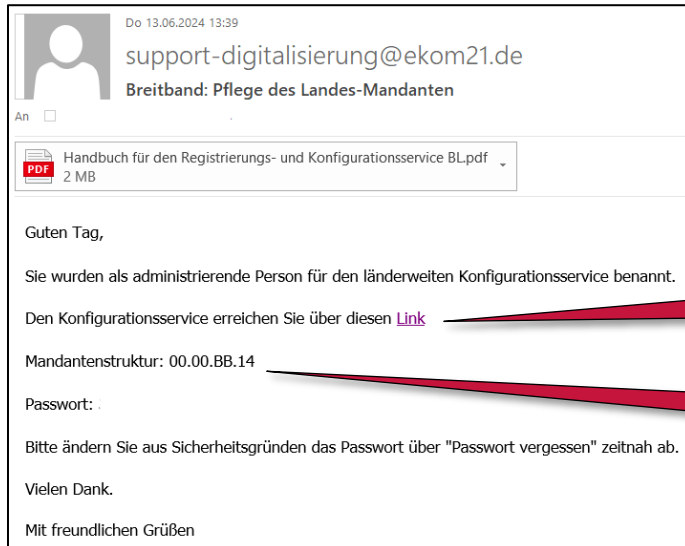 Do 13.06.2024 13:39
support-digitalisierung@ekom21.de
Breitband: Pflege des Landes-Mandanten
An
PDF
Handbuch für den Registrierungs- und Konfigurationsservice BL.pdf
2 MB
Guten Tag,
Sie wurden als administrierende Person für den länderweiten Konfigurationsservice benannt.
Den Konfigurationsservice erreichen Sie über diesen Link
Mandantenstruktur: 00.00.BB.14
Passwort:
Bitte ändern Sie aus Sicherheitsgründen das Passwort über "Passwort vergessen" zeitnah ab.
Vielen Dank.
Mit freundlichen Grüßen